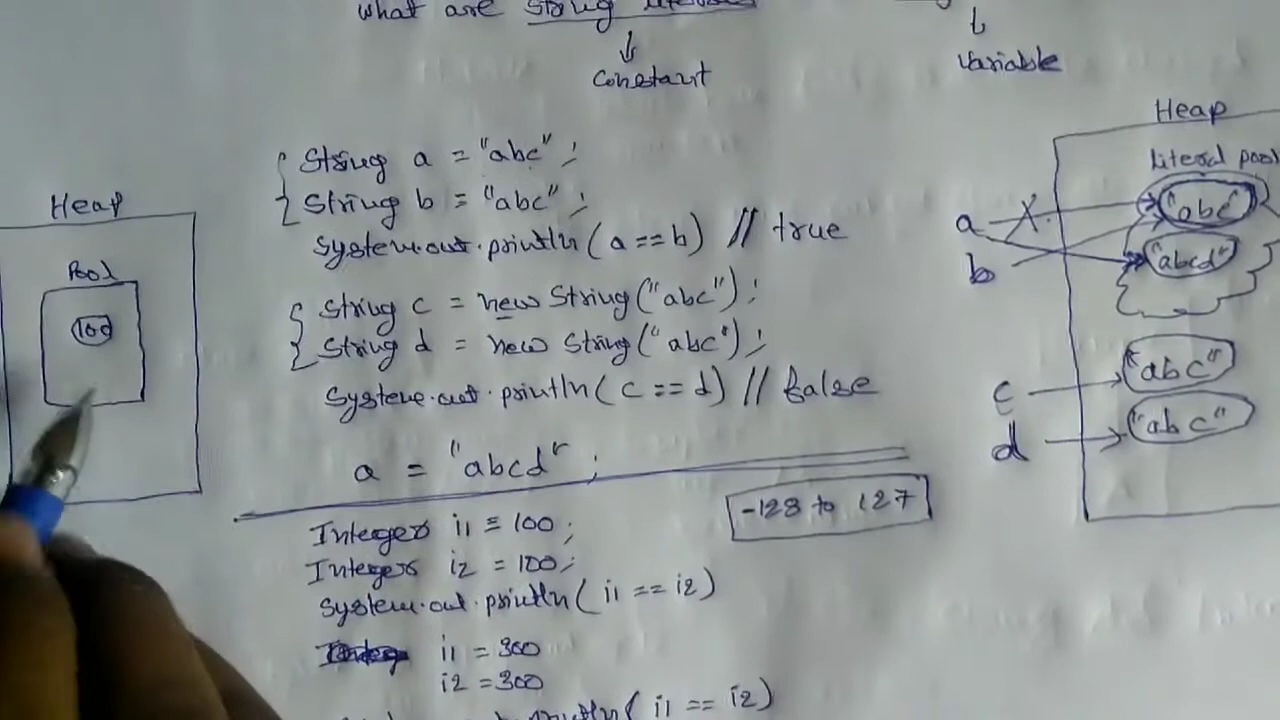 what are string
Constant
variable
String a = "abc";
String b = "abc";
System.out.println(a == b) // true
String c = new String("abc");
String d = new String("abc");
System.out.println(c == d) // false
a = "abcd";
Integer i1 = 100;
Integer i2 = 100;
System.out.println(i1 == i2)
i1 = 300
i2 = 300
println(i1 == i2)
-128 to 127
Heap
Pool
100
Heap
Literal pool
a
"abc"
b
"abcd"
c
"abc"
d
"abc"